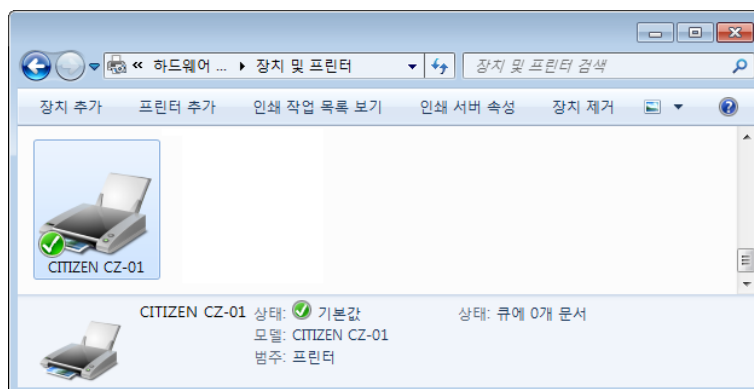 « 하드웨어 ... ▸ 장치 및 프린터 장치 및 프린터 검색
장치 추가 프린터 추가 인쇄 작업 목록 보기 인쇄 서버 속성 장치 제거
CITIZEN CZ-01
CITIZEN CZ-01 상태: 기본값 상태: 큐에 0개 문서
모델: CITIZEN CZ-01
범주: 프린터